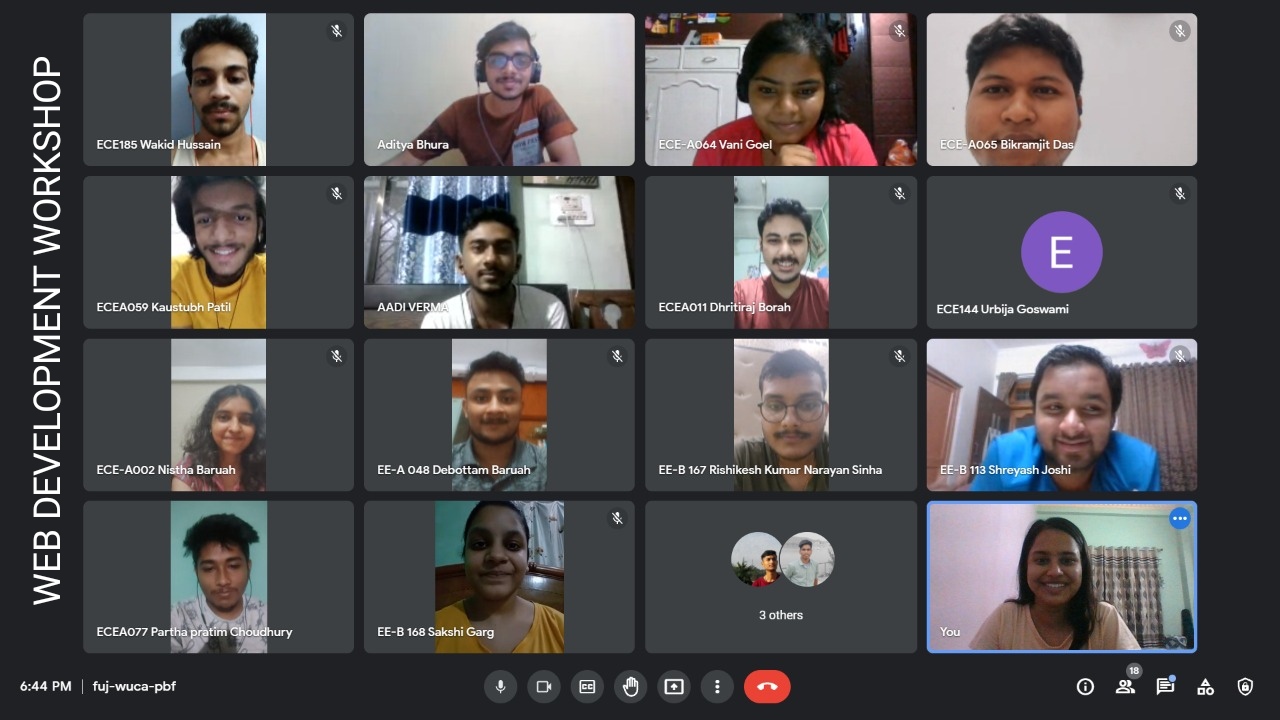 WEB DEVELOPMENT WORKSHOP
ECE185 Wakid Hussain
Aditya Bhura
ECE-A064 Vani Goel
ECE-A065 Bikramjit Das
ECEA059 Kaustubh Patil
AADI VERMA
ECEA011 Dhritiraj Borah
E
ECE144 Urbija Goswami
ECE-A002 Nistha Baruah
EE-A 048 Debottam Baruah
EE-B 167 Rishikesh Kumar Narayan Sinha
EE-B 113 Shreyash Joshi
ECEA077 Partha pratim Choudhury
EE-B 168 Sakshi Garg
3 others
You
6:44 PM | fuj-wuca-pbf
CC
18